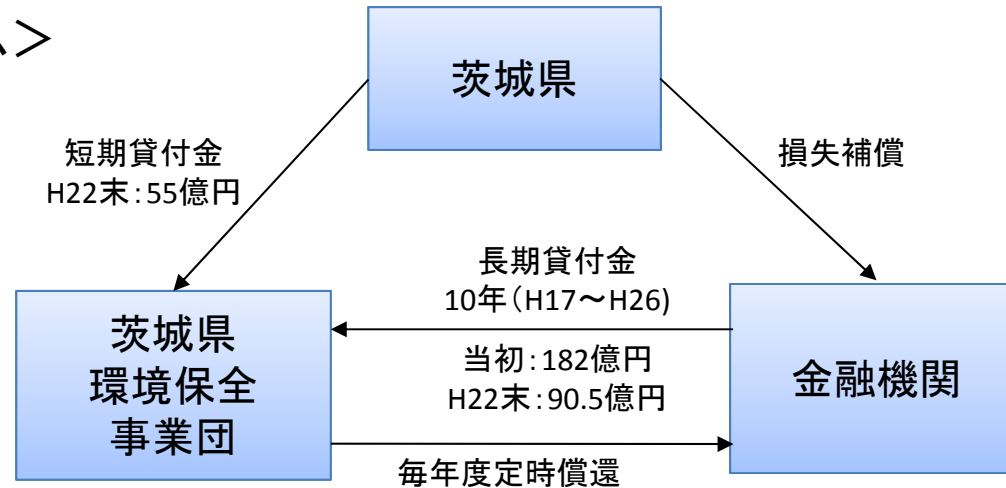 ＞
茨城県
短期貸付金
H22末：55億円
損失補償
長期貸付金
10年（H17～H26)
茨城県
環境保全
事業団
当初：182億円
H22末：90.5億円
金融機関
毎年度定時償還